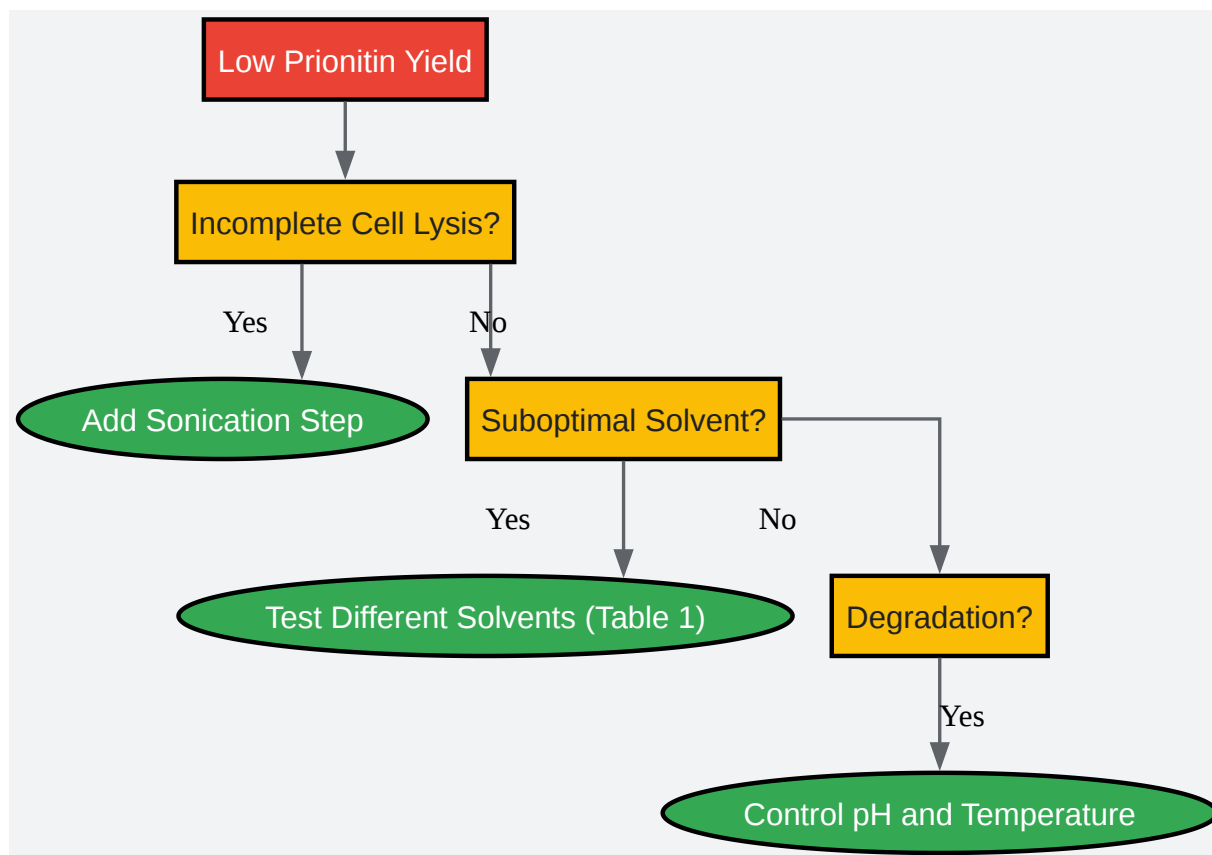 Low Prionitin Yield
Incomplete Cell Lysis?
Yes
No
Add Sonication Step
Suboptimal Solvent?
Yes
No
Test Different Solvents (Table 1)
Degradation?
Yes
Control pH and Temperature